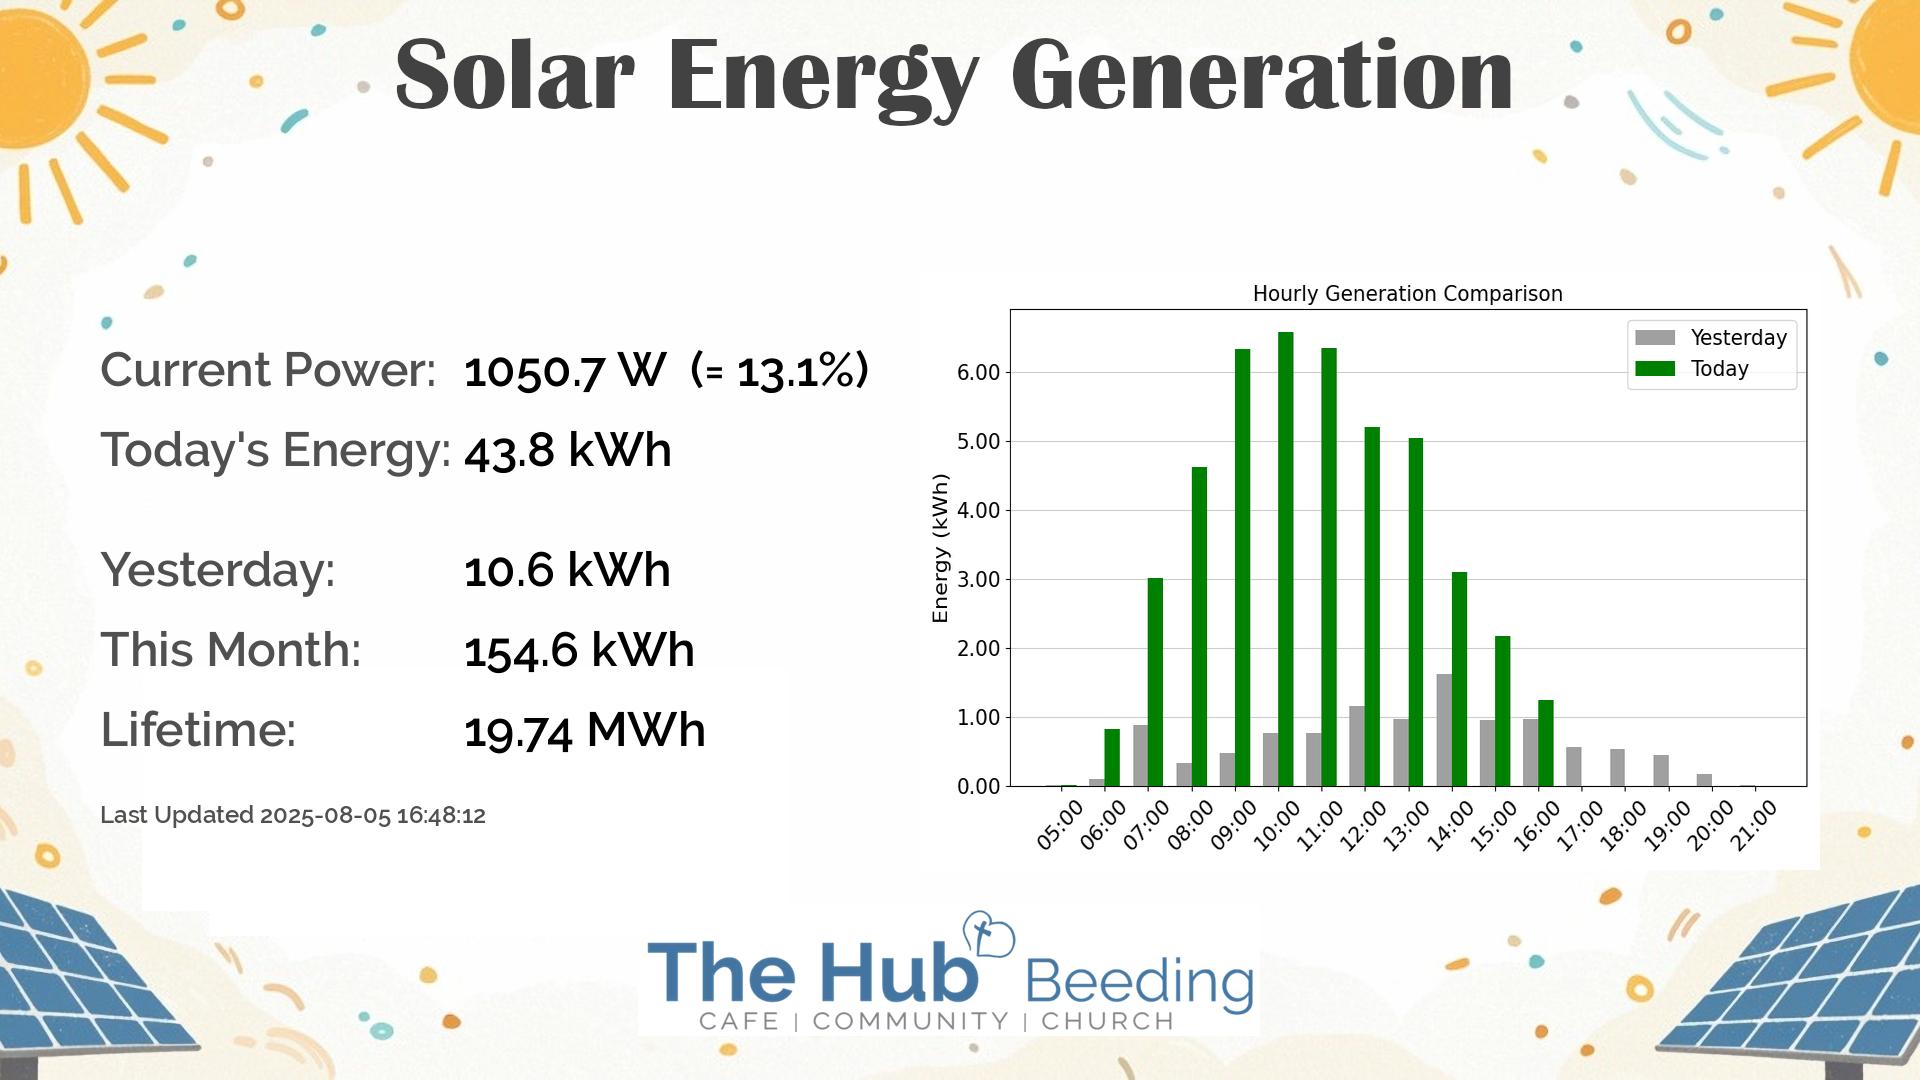 Solar Energy Generation
Current Power: 1050.7 W (= 13.1%)
Today's Energy: 43.8 kWh
Yesterday: 10.6 kWh
This Month: 154.6 kWh
Lifetime: 19.74 MWh
Last Updated 2025-08-05 16:48:12
Hourly Generation Comparison
Yesterday
Today
Energy (kWh)
6.00
5.00
4.00
3.00
2.00
1.00
0.00
05:00 06:00 07:00 08:00 09:00 10:00 11:00 12:00 13:00 14:00 15:00 16:00 17:00 18:00 19:00 20:00 21:00
The Hub Beeding
CAFE | COMMUNITY | CHURCH